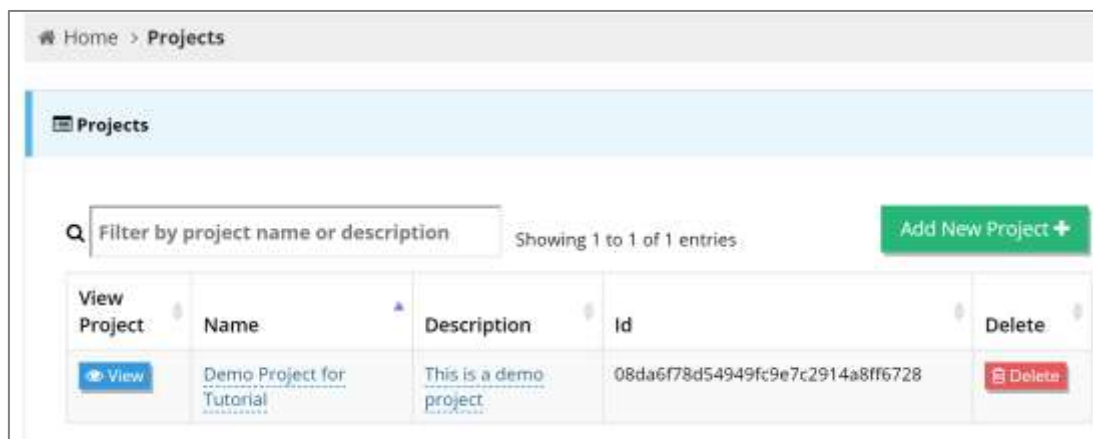 Home > Projects
Projects
Filter by project name or description
Showing 1 to 1 of 1 entries
Add New Project +
View Project
Name
Description
Id
Delete
View
Demo Project for
Tutorial
This is a demo
project
08da6f78d54949fc9e7c2914a8ff6728
Delete